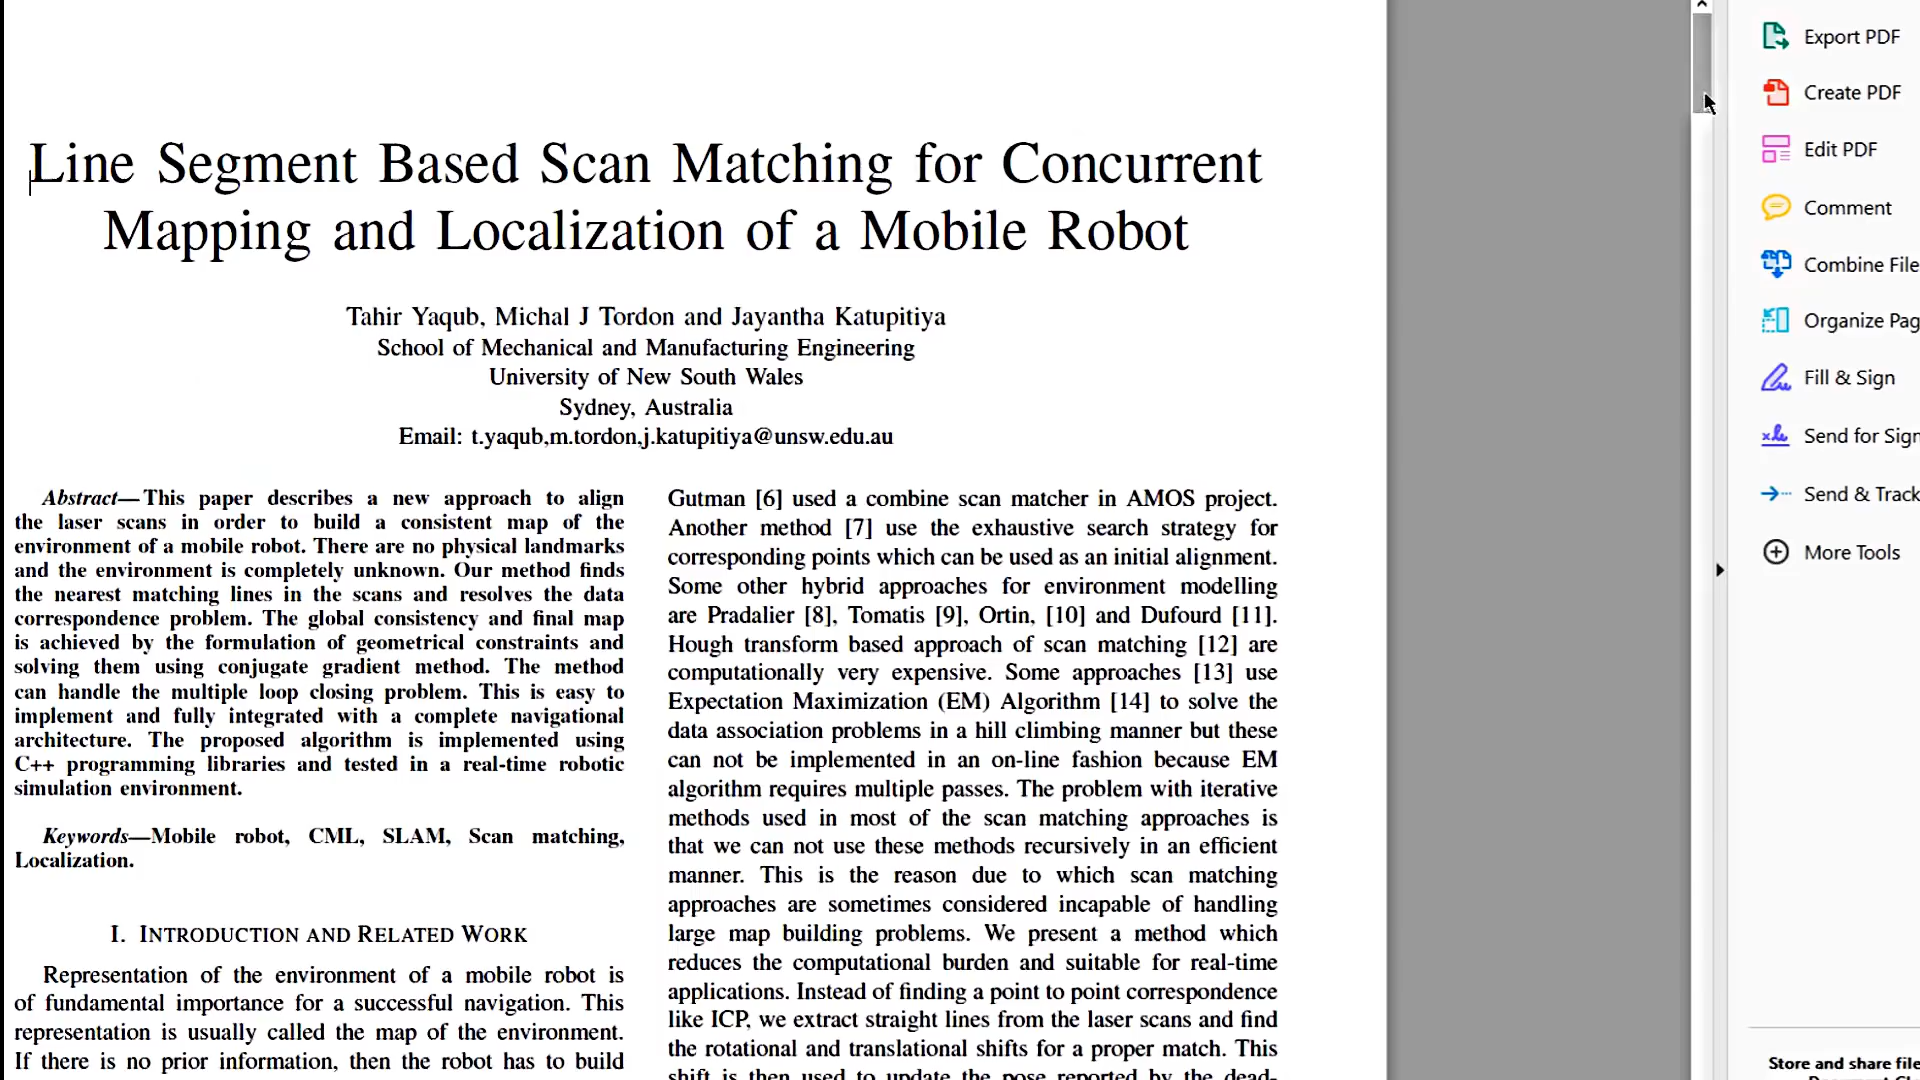 Line Segment Based Scan Matching for Concurrent
Mapping and Localization of a Mobile Robot
Tahir Yaqub, Michal J Tordon and Jayantha Katupitiya
School of Mechanical and Manufacturing Engineering
University of New South Wales
Sydney, Australia
Email: t.yaqub,m.tordon,j.katupitiya@unsw.edu.au
Abstract—This paper describes a new approach to align
the laser scans in order to build a consistent map of the
environment of a mobile robot. There are no physical landmarks
and the environment is completely unknown. Our method finds
the nearest matching lines in the scans and resolves the data
correspondence problem. The global consistency and final map
is achieved by the formulation of geometrical constraints and
solving them using conjugate gradient method. The method
can handle the multiple loop closing problem. This is easy to
implement and fully integrated with a complete navigational
architecture. The proposed algorithm is implemented using
C++ programming libraries and tested in a real-time robotic
simulation environment.
Keywords—Mobile robot, CML, SLAM, Scan matching,
Localization.
I. INTRODUCTION AND RELATED WORK
Representation of the environment of a mobile robot is
of fundamental importance for a successful navigation. This
representation is usually called the map of the environment.
If there is no prior information, then the robot has to build
Gutman [6] used a combine scan matcher in AMOS project.
Another method [7] use the exhaustive search strategy for
corresponding points which can be used as an initial alignment.
Some other hybrid approaches for environment modelling
are Pradalier [8], Tomatis [9], Ortin, [10] and Dufourd [11].
Hough transform based approach of scan matching [12] are
computationally very expensive. Some approaches [13] use
Expectation Maximization (EM) Algorithm [14] to solve the
data association problems in a hill climbing manner but these
can not be implemented in an on-line fashion because EM
algorithm requires multiple passes. The problem with iterative
methods used in most of the scan matching approaches is
that we can not use these methods recursively in an efficient
manner. This is the reason due to which scan matching
approaches are sometimes considered incapable of handling
large map building problems. We present a method which
reduces the computational burden and suitable for real-time
applications. Instead of finding a point to point correspondence
like ICP, we extract straight lines from the laser scans and find
the rotational and translational shifts for a proper match. This
shift is then used to update the pose reported by the dead-
Export PDF
Create PDF
Edit PDF
Comment
Combine File
Organize Pag
Fill & Sign
Send for Sign
Send & Track
More Tools
Store and share file